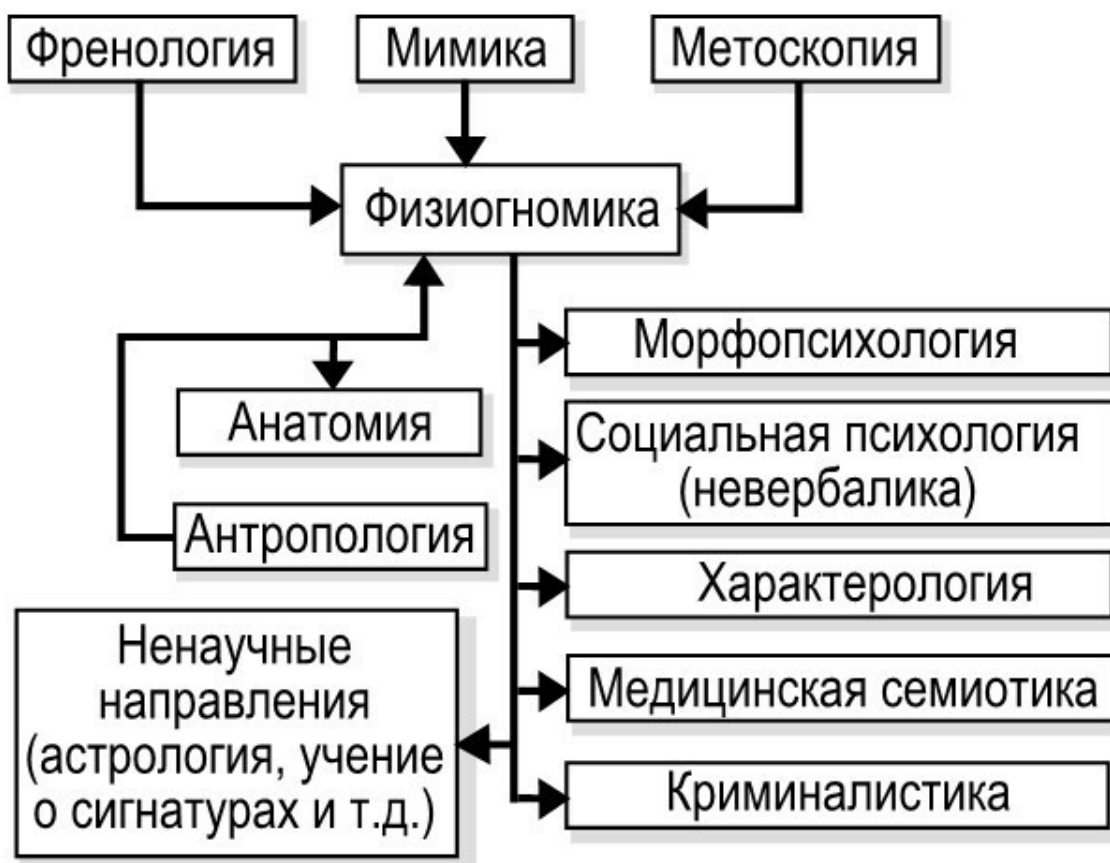 Френология
Мимика
Метоскопия
Физиогномика
Морфопсихология
Анатомия
Социальная психология
(невербалика)
Антропология
Характерология
Ненаучные
направления
(астрология, учение
о сигнатурах и т.д.)
Медицинская семиотика
Криминалистика